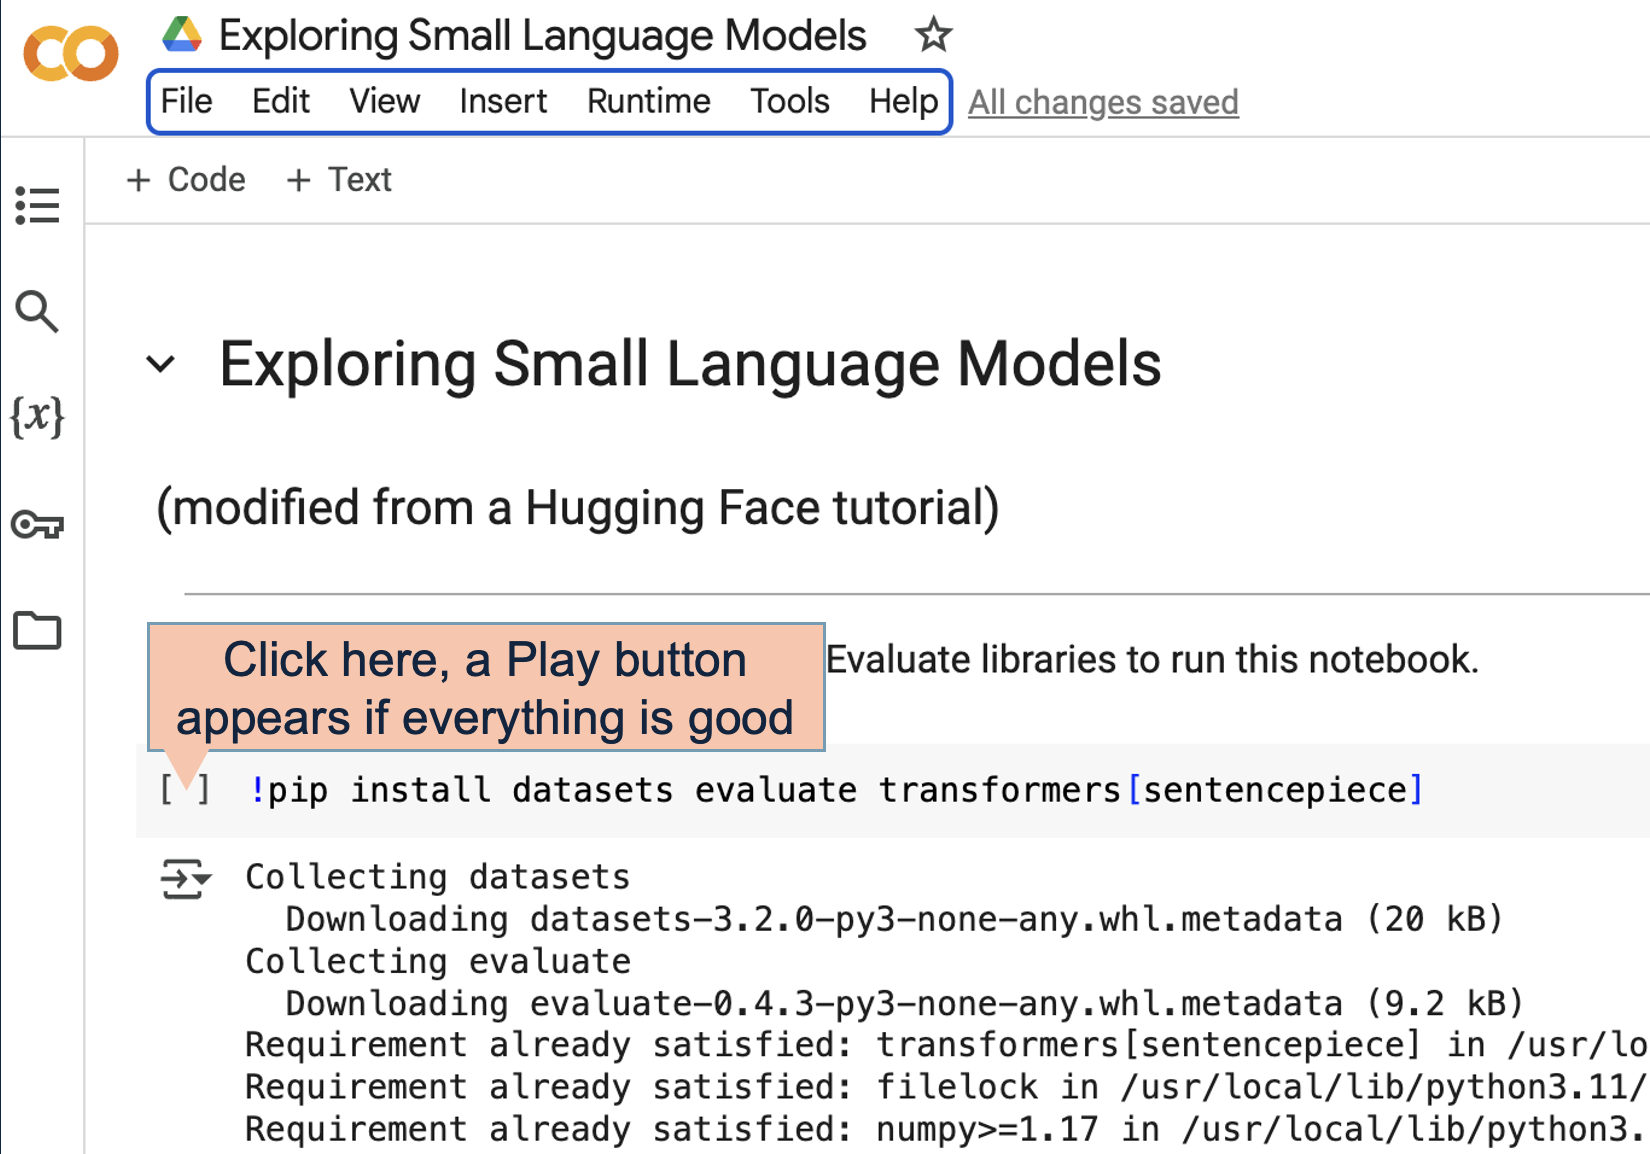 Exploring Small Language Models
File Edit View Insert Runtime Tools Help All changes saved
+ Code + Text
{x}
Exploring Small Language Models
(modified from a Hugging Face tutorial)
Click here, a Play button
appears if everything is good
Evaluate libraries to run this notebook.
[ ] !pip install datasets evaluate transformers[sentencepiece]
Collecting datasets
Downloading datasets-3.2.0-py3-none-any.whl.metadata (20 kB)
Collecting evaluate
Downloading evaluate-0.4.3-py3-none-any.whl.metadata (9.2 kB)
Requirement already satisfied: transformers[sentencepiece] in /usr/lo
Requirement already satisfied: filelock in /usr/local/lib/python3.11/
Requirement already satisfied: numpy>=1.17 in /usr/local/lib/python3.